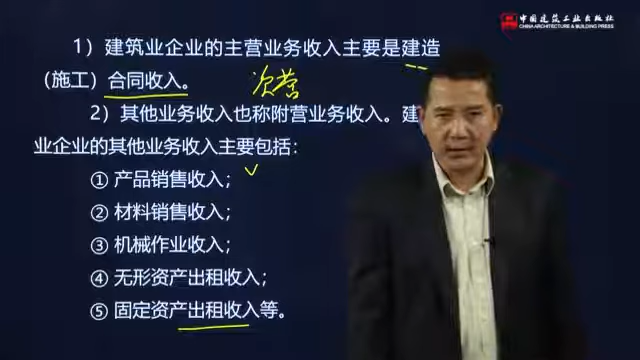 中国建筑工业出版社
CHINA ARCHITECTURE & BUILDING PRESS
1）建筑业企业的主营业务收入主要是建造
（施工）合同收入。
次营
2）其他业务收入也称附营业务收入。建
业企业的其他业务收入主要包括：
① 产品销售收入；
② 材料销售收入；
③ 机械作业收入；
④ 无形资产出租收入；
⑤ 固定资产出租收入等。